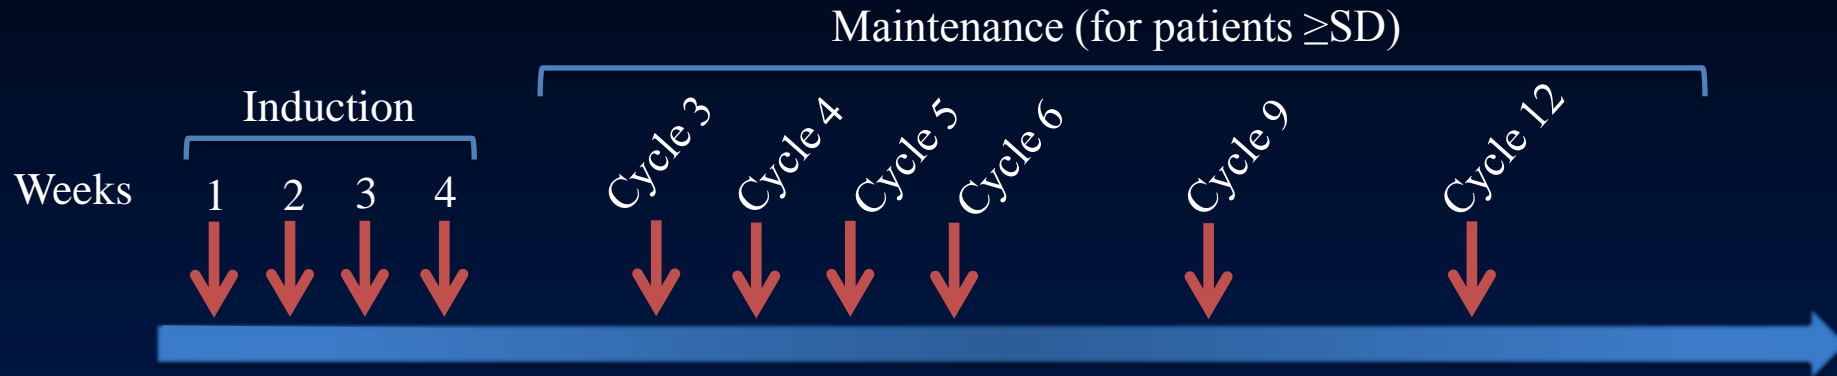 Maintenance (for patients ≥SD)
Induction
Weeks 1 2 3 4
Cycle 3
Cycle 4
Cycle 5
Cycle 6
Cycle 9
Cycle 12